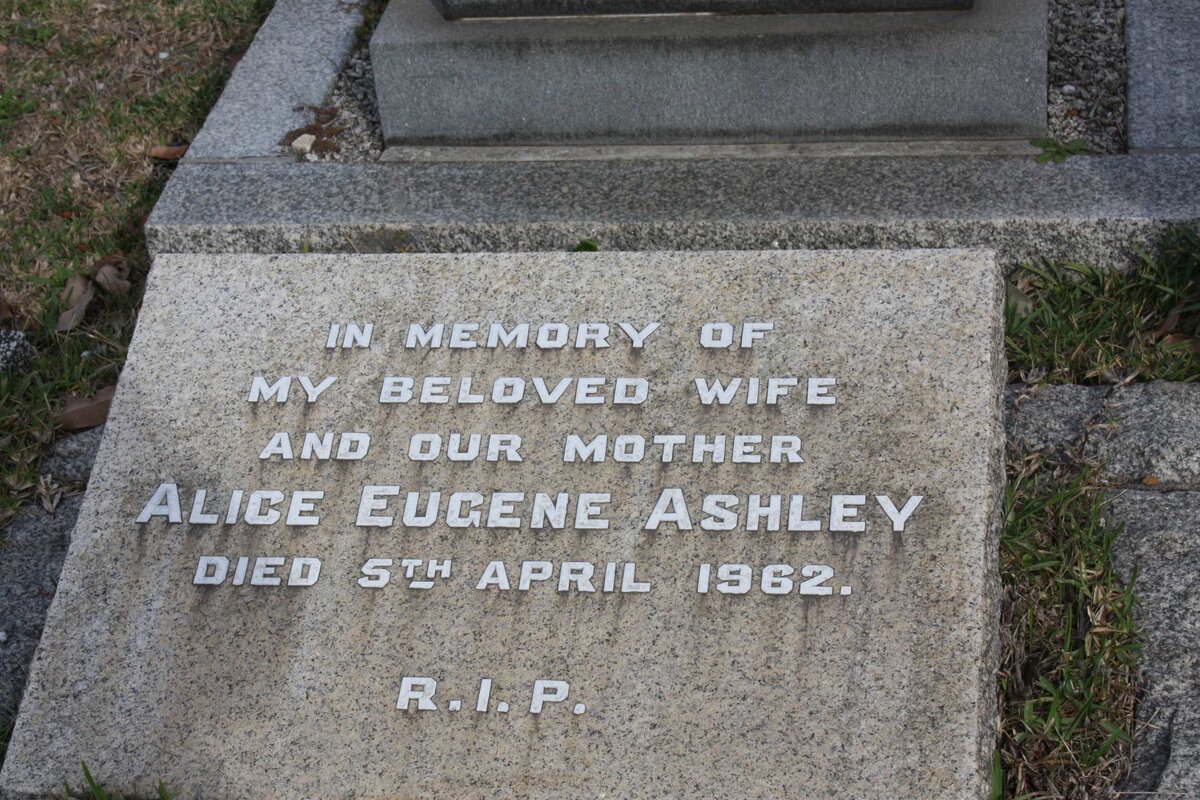 IN MEMORY OF
MY BELOVED WIFE
AND OUR MOTHER
ALICE EUGENE ASHLEY
DIED 5TH APRIL 1962.
R.I.P.